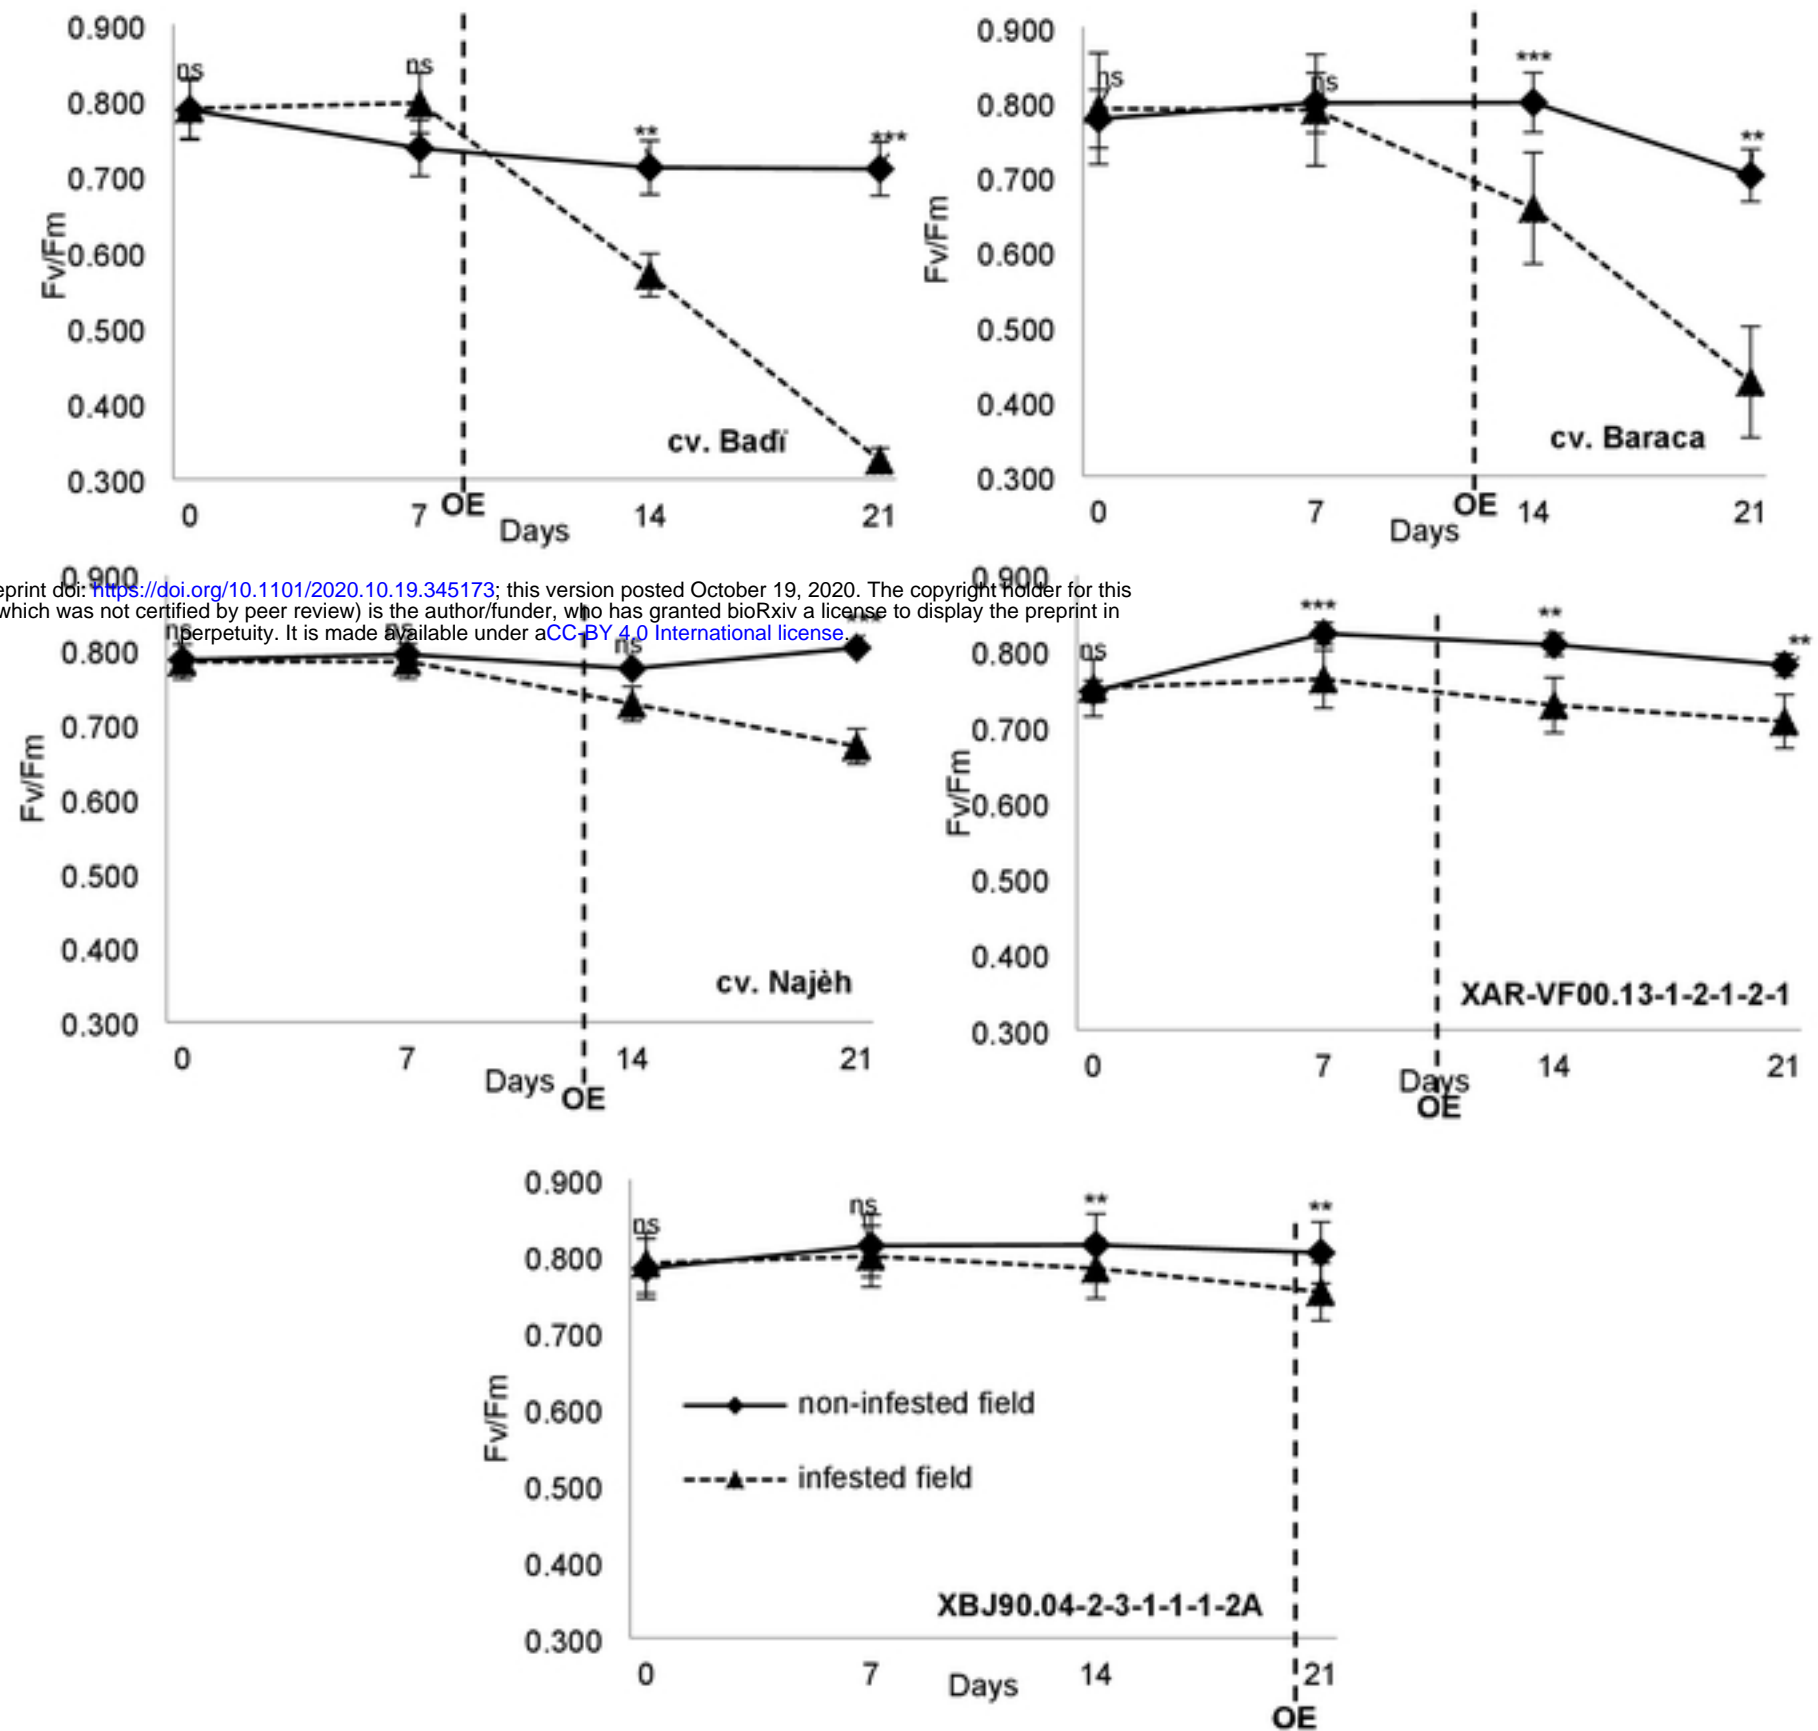 0.900
0.800
0.700
0.600
0.500
0.400
0.300
Fv/Fm
ns
ns
**
***
cv. Badï
0
7
OE
14
21
Days
0.900
0.800
0.700
0.600
0.500
0.400
0.300
Fv/Fm
ns
ns
***
**
cv. Baraca
0
7
OE
14
21
Days
eprint doi: https://doi.org/10.1101/2020.10.19.345173; this version posted October 19, 2020. The copyright holder for this
which was not certified by peer review) is the author/funder, who has granted bioRxiv a license to display the preprint in
perpetuity. It is made available under aCC-BY 4.0 International license.
0.900
0.800
0.700
0.600
0.500
0.400
0.300
Fv/Fm
ns
ns
ns
***
cv. Najèh
0
7
14
21
Days
OE
0.900
0.800
0.700
0.600
0.500
0.400
0.300
Fv/Fm
ns
***
**
**
XAR-VF00.13-1-2-1-2-1
0
7
14
21
Days
OE
0.900
0.800
0.700
0.600
0.500
0.400
0.300
Fv/Fm
ns
ns
**
**
non-infested field
infested field
XBJ90.04-2-3-1-1-1-2A
0
7
14
21
Days
OE